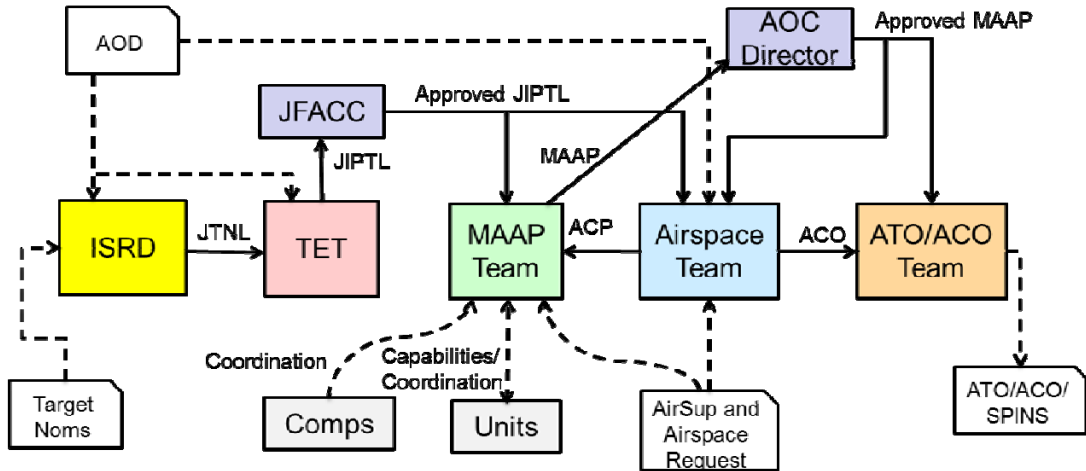 AOD
AOC
Director
Approved MAAP
JFACC
Approved JIPTL
JIPTL
MAAP
ISRD
JTNL
TET
MAAP
Team
ACP
Airspace
Team
ACO
ATO/ACO
Team
Coordination
Capabilities/
Coordination
Target
Noms
Comps
Units
AirSup and
Airspace
Request
ATO/ACO/
SPINS